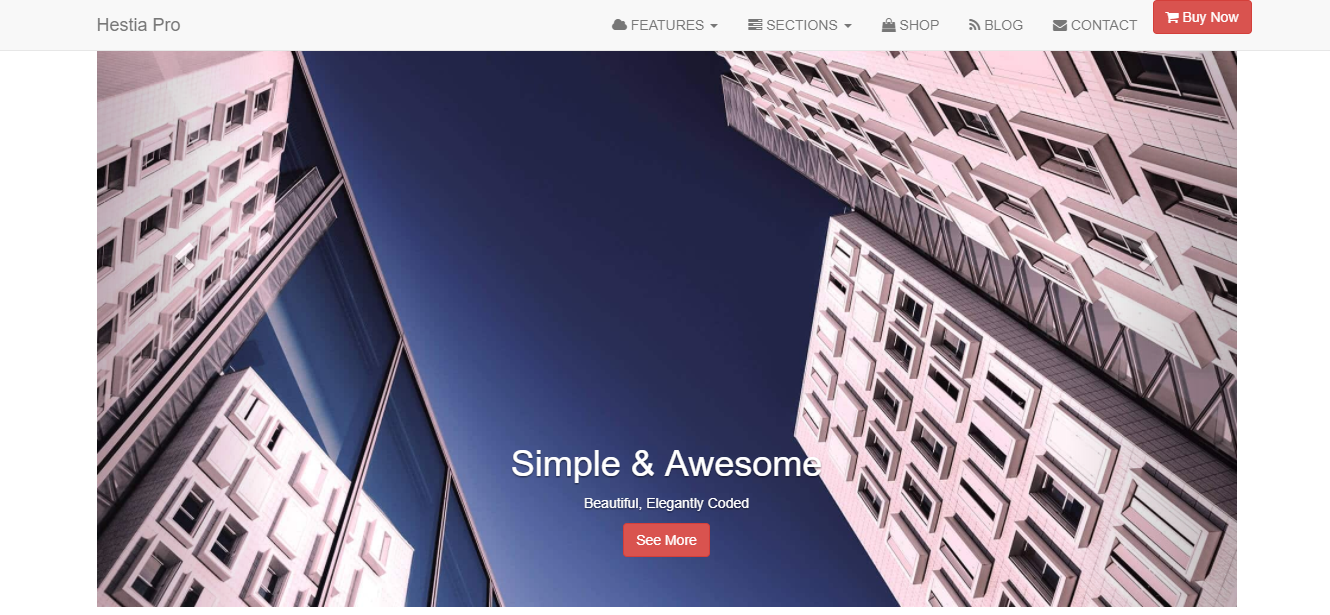 Hestia Pro FEATURES SECTIONS SHOP BLOG CONTACT Buy Now
Simple & Awesome
Beautiful, Elegantly Coded
See More